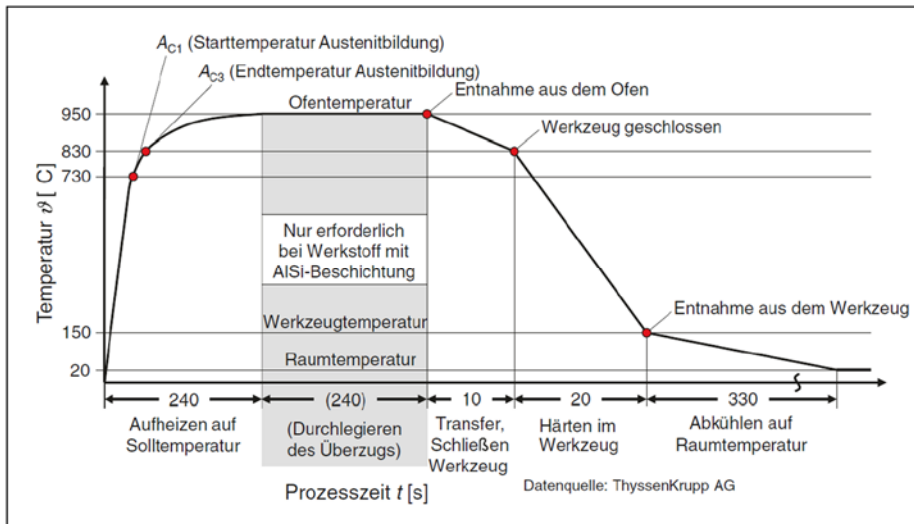 A_C1 (Starttemperatur Austenitbildung)
A_C3 (Endtemperatur Austenitbildung)
Ofentemperatur
Entnahme aus dem Ofen
Werkzeug geschlossen
950
830
730
150
20
Temperatur ϑ [ C]
Nur erforderlich
bei Werkstoff mit
AlSi-Beschichtung
Werkzeugtemperatur
Raumtemperatur
Entnahme aus dem Werkzeug
240
(240)
10
20
330
Aufheizen auf
Solltemperatur
(Durchlegieren
des Überzugs)
Transfer,
Schließen
Werkzeug
Härten im
Werkzeug
Abkühlen auf
Raumtemperatur
Prozesszeit t [s]
Datenquelle: ThyssenKrupp AG